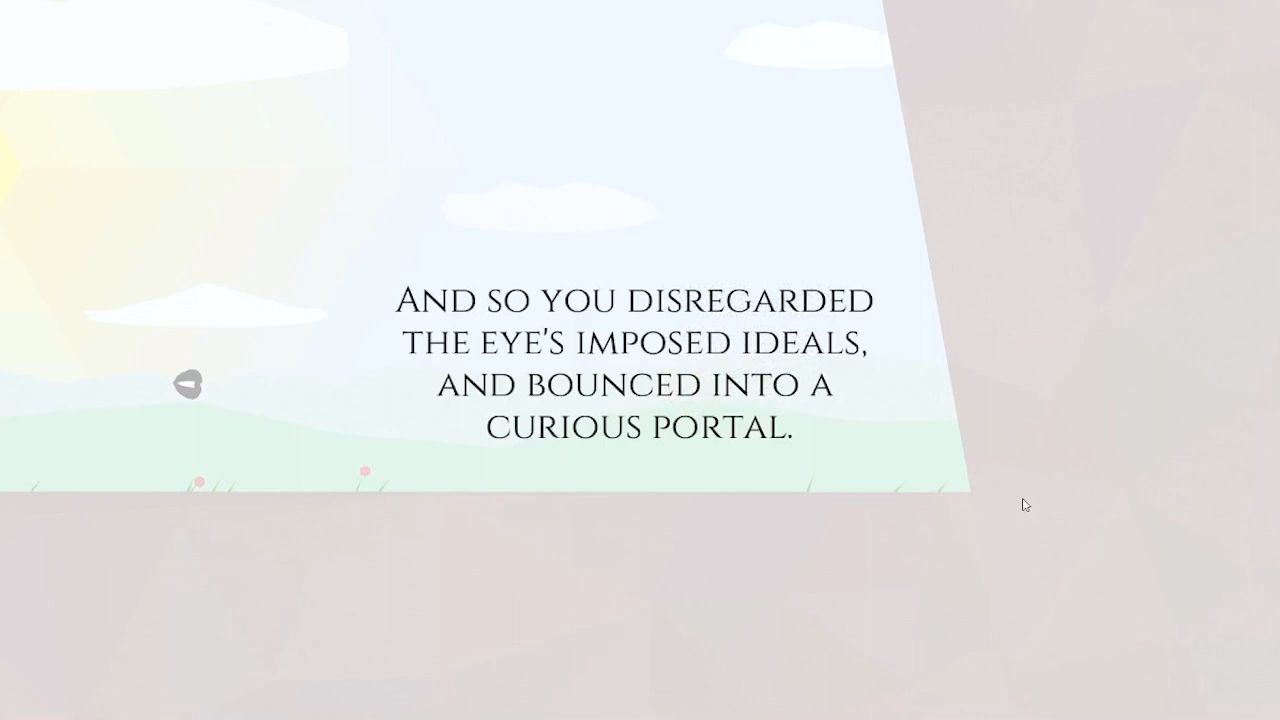 And so you disregarded
the eye's imposed ideals,
and bounced into a
curious portal.